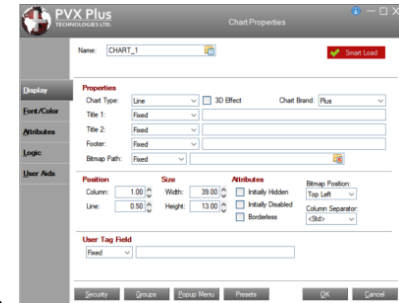 PVX Plus
TECHNOLOGIES LTD.
Chart Properties
Name: CHART_1
Smart Load
Display
Font/Color
Attributes
Logic
User Aids
Properties
Chart Type: Line 3D Effect Chart Brand: Plus
Title 1: Fixed
Title 2: Fixed
Footer: Fixed
Bitmap Path: Fixed
Position Size Attributes Bitmap Position:
Column: 1.00 Width: 39.00 Initially Hidden Top Left
Line: 0.50 Height: 13.00 Initially Disabled Column Separator:
Borderless <Std>
User Tag Field
Fixed
Security Groups Popup Menu Presets OK Cancel